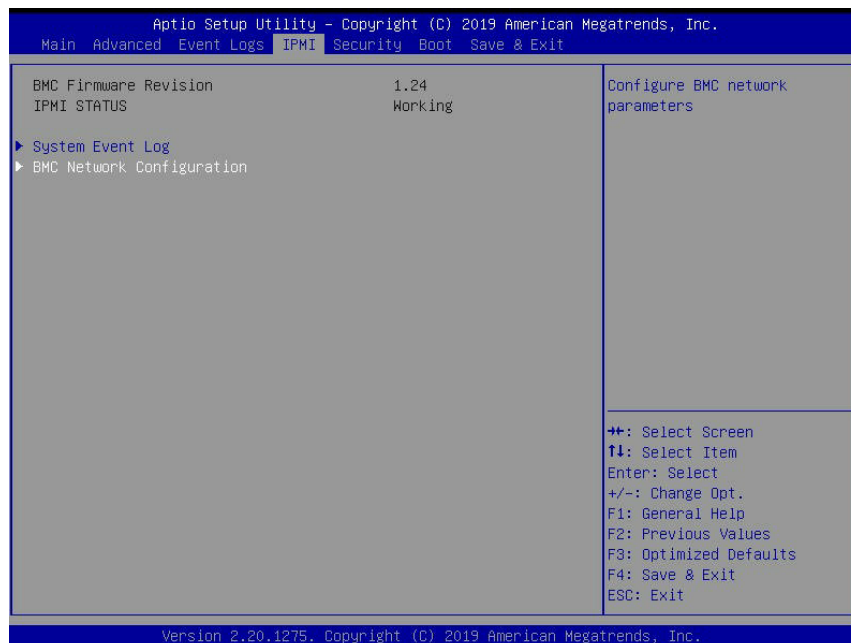 Aptio Setup Utility – Copyright (C) 2019 American Megatrends, Inc.
Main Advanced Event Logs IPMI Security Boot Save & Exit
BMC Firmware Revision 1.24
IPMI STATUS Working
System Event Log
BMC Network Configuration
Configure BMC network
parameters
→←: Select Screen
↑↓: Select Item
Enter: Select
+/-: Change Opt.
F1: General Help
F2: Previous Values
F3: Optimized Defaults
F4: Save & Exit
ESC: Exit
Version 2.20.1275. Copyright (C) 2019 American Megatrends, Inc.